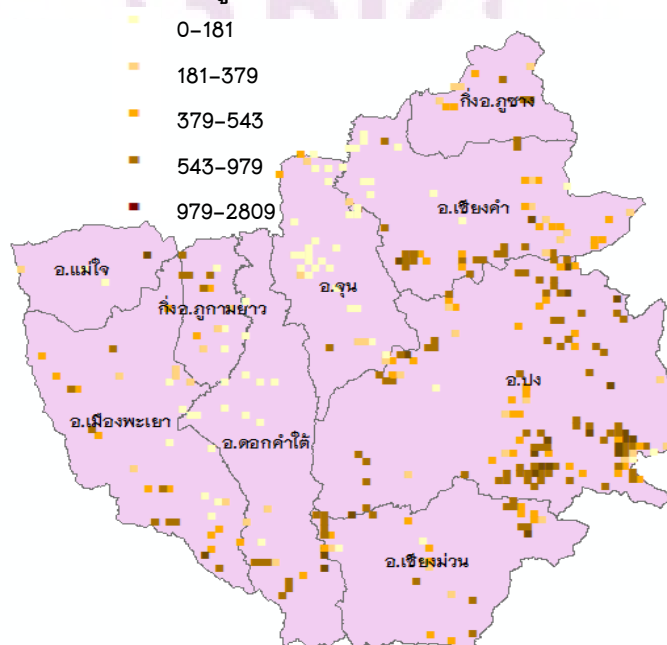 0-181
181-379
379-543
543-979
979-2809
กิ่งอ.ภูซาง
อ.เชียงคำ
อ.แม่ใจ
อ.จุน
กิ่งอ.ภูกามยาว
อ.ปง
อ.เมืองพะเยา
อ.ดอกคำใต้
อ.เชียงม่วน